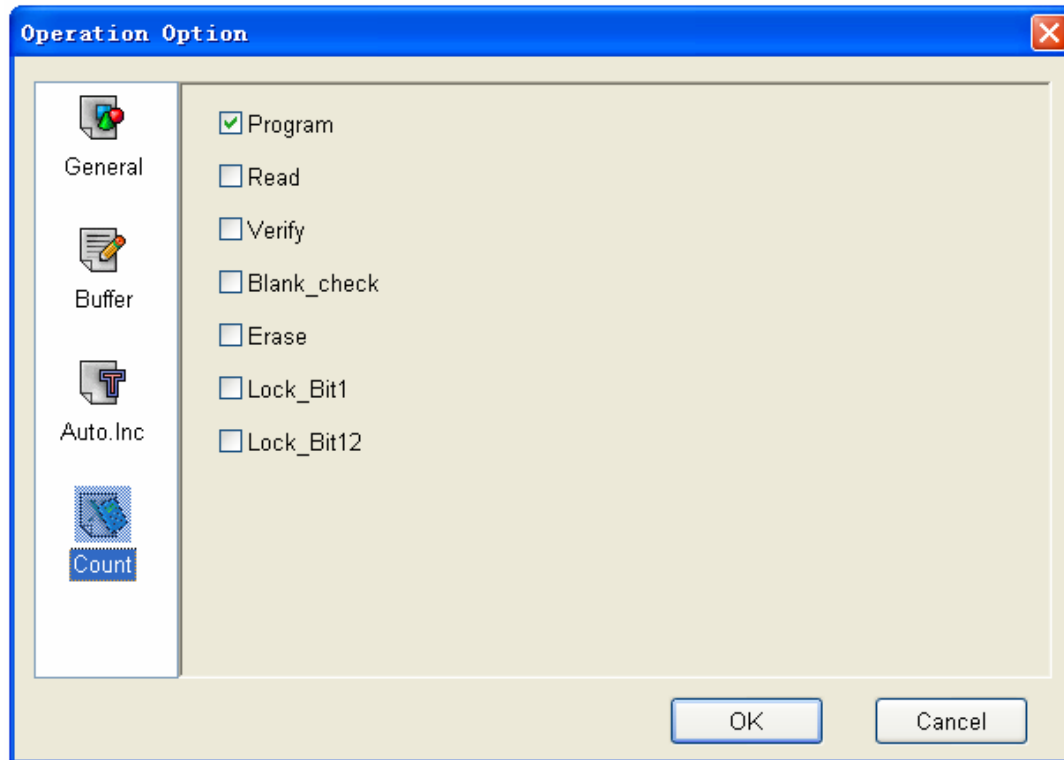 Operation Option
General
Buffer
Auto.Inc
Count
Program
Read
Verify
Blank_check
Erase
Lock_Bit1
Lock_Bit12
OK
Cancel